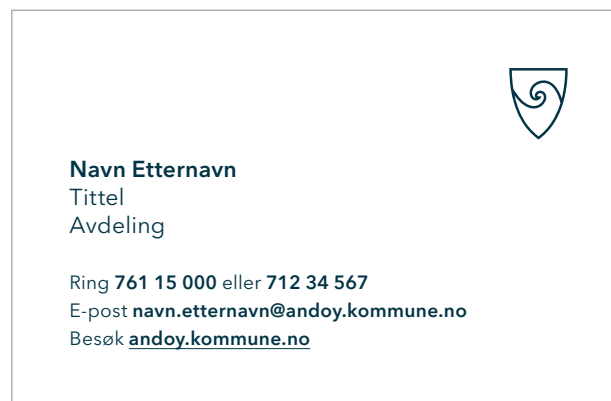 Navn Etternavn
Tittel
Avdeling
Ring 761 15 000 eller 712 34 567
E-post navn.etternavn@andoy.kommune.no
Besøk andoy.kommune.no